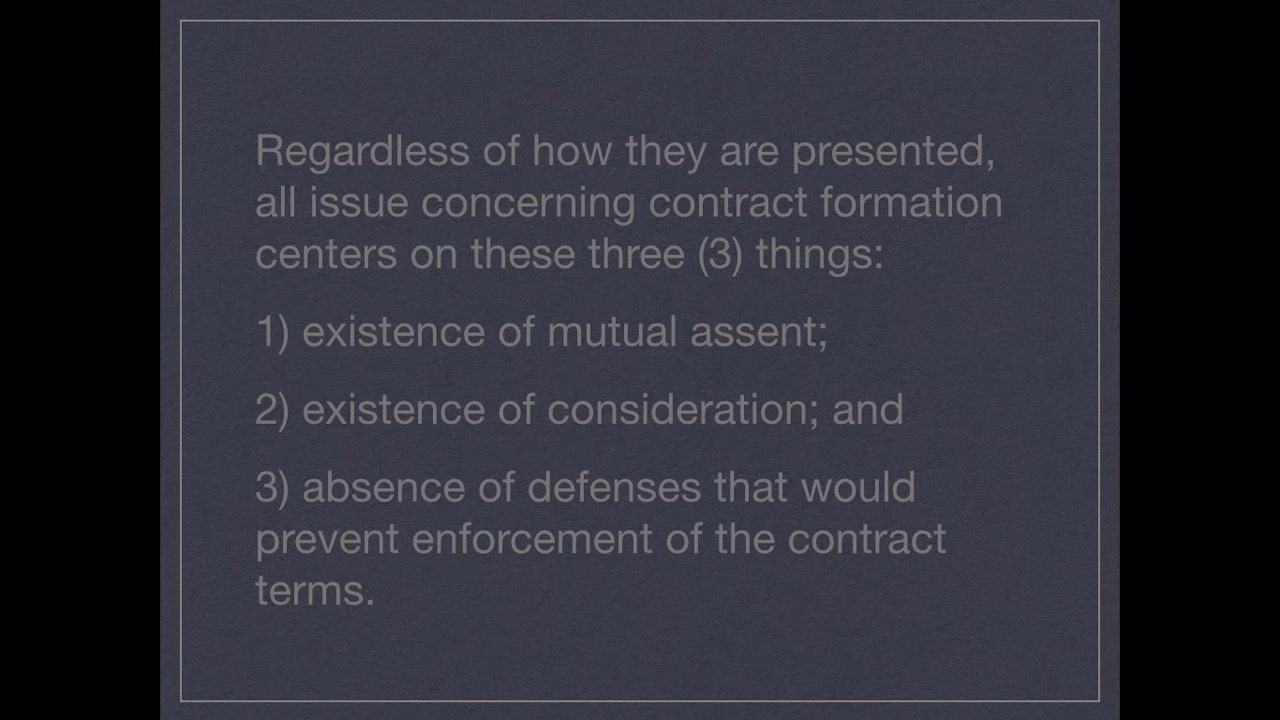 Regardless of how they are presented,
all issue concerning contract formation
centers on these three (3) things:
1) existence of mutual assent;
2) existence of consideration; and
3) absence of defenses that would
prevent enforcement of the contract
terms.